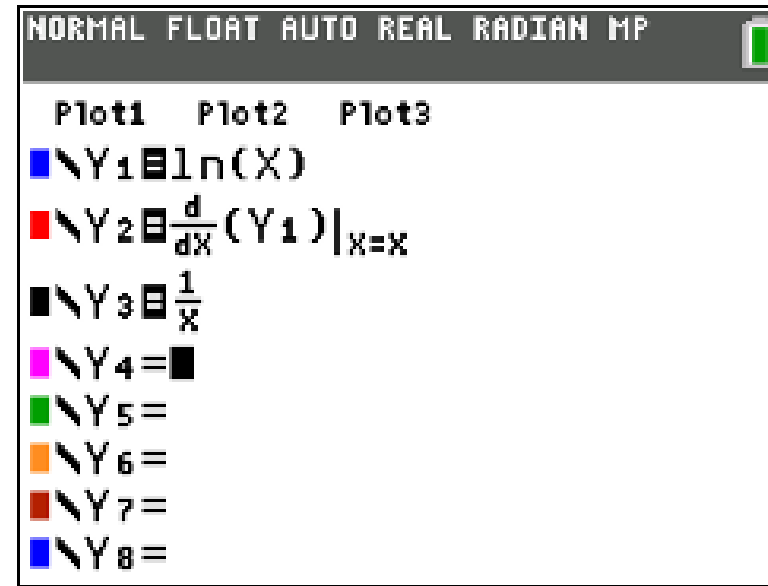 NORMAL FLOAT AUTO REAL RADIAN MP
Plot1 Plot2 Plot3
\Y₁=ln(X)
\Y₂=d/dX(Y₁)|X=X
\Y₃=1/X
\Y₄=
\Y₅=
\Y₆=
\Y₇=
\Y₈=